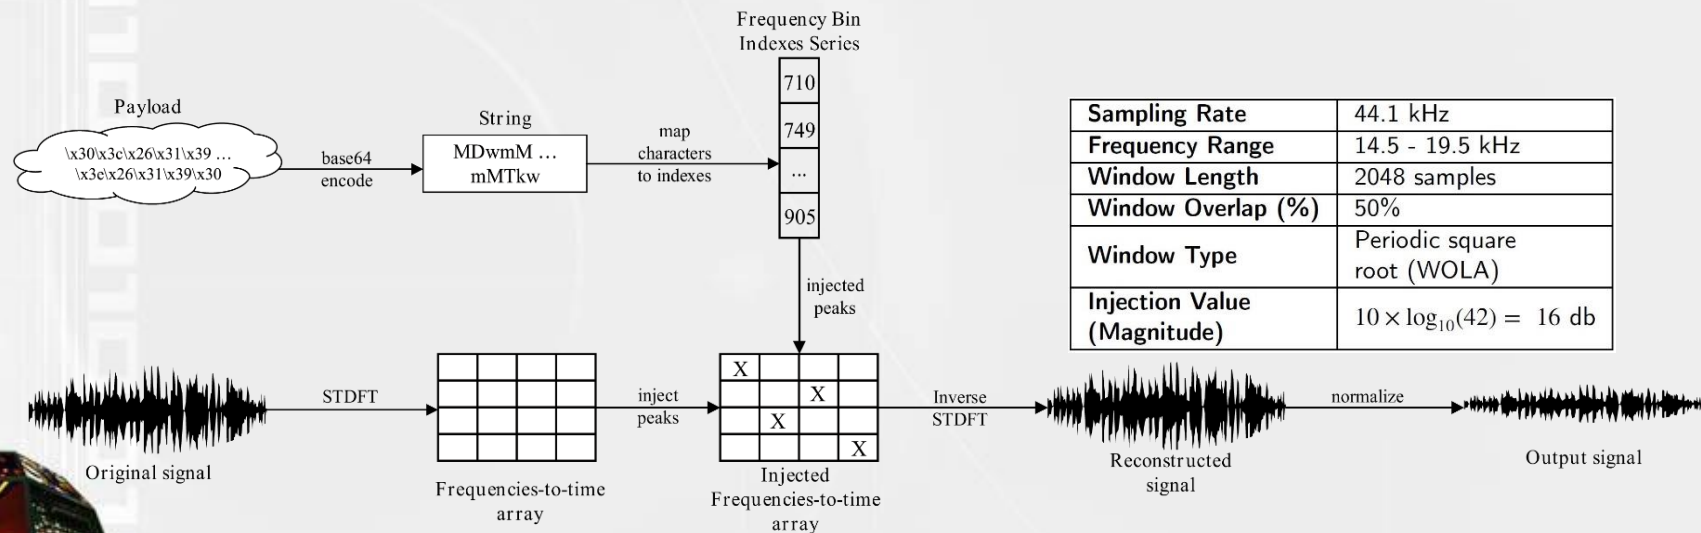 Frequency Bin
Indexes Series
710
749
...
905
Payload
\x30\x3c\x26\x31\x39 ...
\x3e\x26\x31\x39\x30
base64
encode
String
MDwmM ...
mMTkw
map
characters
to indexes
injected
peaks
Sampling Rate 44.1 kHz
Frequency Range 14.5 - 19.5 kHz
Window Length 2048 samples
Window Overlap (%) 50%
Window Type Periodic square
root (WOLA)
Injection Value
(Magnitude) 10 × log₁₀(42) = 16 db
Original signal
STDFT
Frequencies-to-time
array
inject
peaks
X
X
X
X
Injected
Frequencies-to-time
array
Inverse
STDFT
Reconstructed
signal
normalize
Output signal